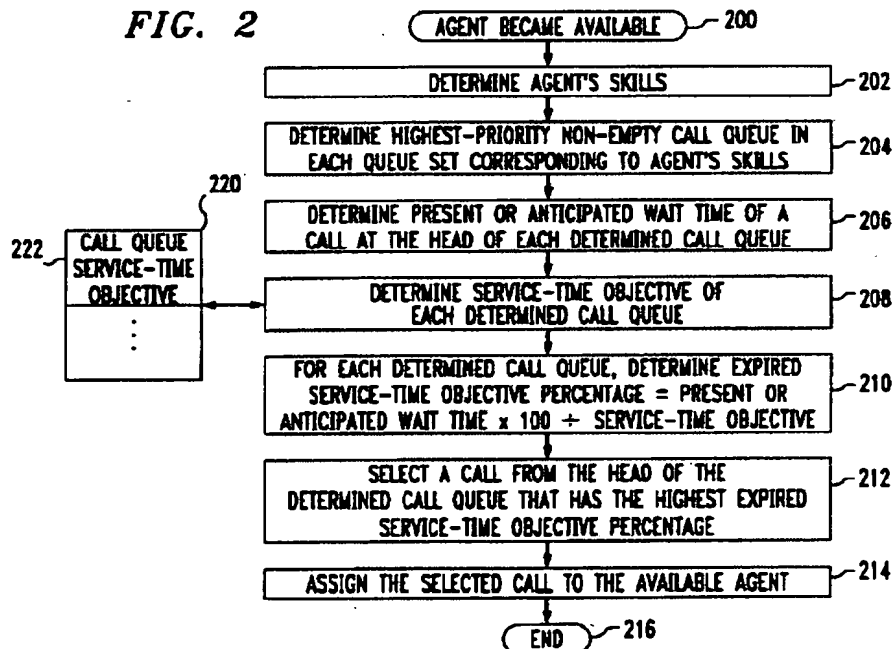 FIG. 2
AGENT BECAME AVAILABLE
200
DETERMINE AGENT'S SKILLS
202
DETERMINE HIGHEST-PRIORITY NON-EMPTY CALL QUEUE IN
EACH QUEUE SET CORRESPONDING TO AGENT'S SKILLS
204
DETERMINE PRESENT OR ANTICIPATED WAIT TIME OF A
CALL AT THE HEAD OF EACH DETERMINED CALL QUEUE
206
220
222
CALL QUEUE
SERVICE-TIME
OBJECTIVE
DETERMINE SERVICE-TIME OBJECTIVE OF
EACH DETERMINED CALL QUEUE
208
FOR EACH DETERMINED CALL QUEUE, DETERMINE EXPIRED
SERVICE-TIME OBJECTIVE PERCENTAGE = PRESENT OR
ANTICIPATED WAIT TIME x 100 ÷ SERVICE-TIME OBJECTIVE
210
SELECT A CALL FROM THE HEAD OF THE
DETERMINED CALL QUEUE THAT HAS THE HIGHEST EXPIRED
SERVICE-TIME OBJECTIVE PERCENTAGE
212
ASSIGN THE SELECTED CALL TO THE AVAILABLE AGENT
214
END
216